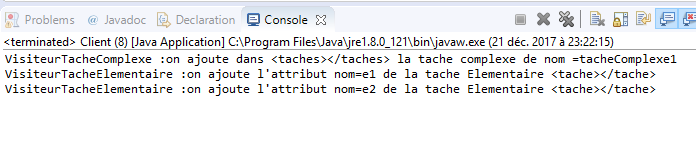 Problems @ Javadoc Declaration Console
<terminated> Client (8) [Java Application] C:\Program Files\Java\jre1.8.0_121\bin\javaw.exe (21 déc. 2017 à 23:22:15)
VisiteurTacheComplexe :on ajoute dans <taches></taches> la tache complexe de nom =tacheComplexe1
VisiteurTacheElementaire :on ajoute l'attribut nom=e1 de la tache Elementaire <tache></tache>
VisiteurTacheElementaire :on ajoute l'attribut nom=e2 de la tache Elementaire <tache></tache>